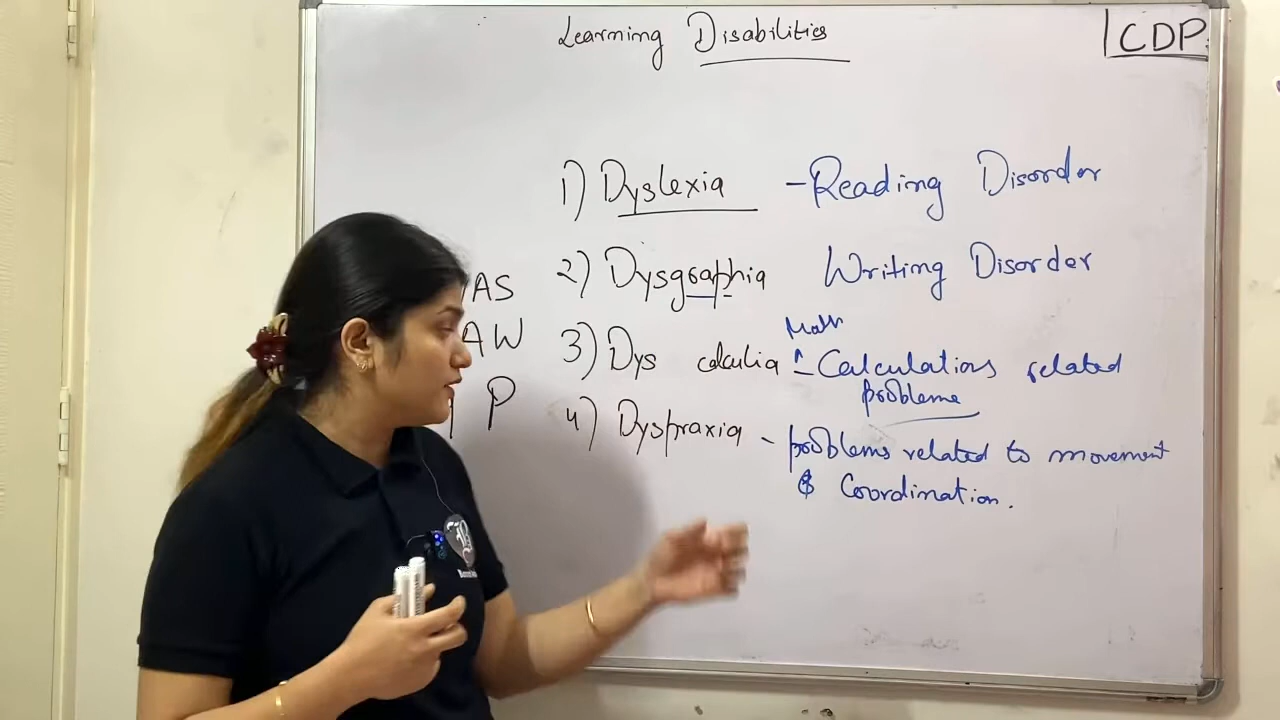 Learning Disabilities
CDP
1) Dyslexia - Reading Disorder
2) Dysgraphia Writing Disorder
Math
3) Dys calculia ^ - Calculations related
problems
4) Dyspraxia - problems related to movement
& Coordination.
AS
AW
P